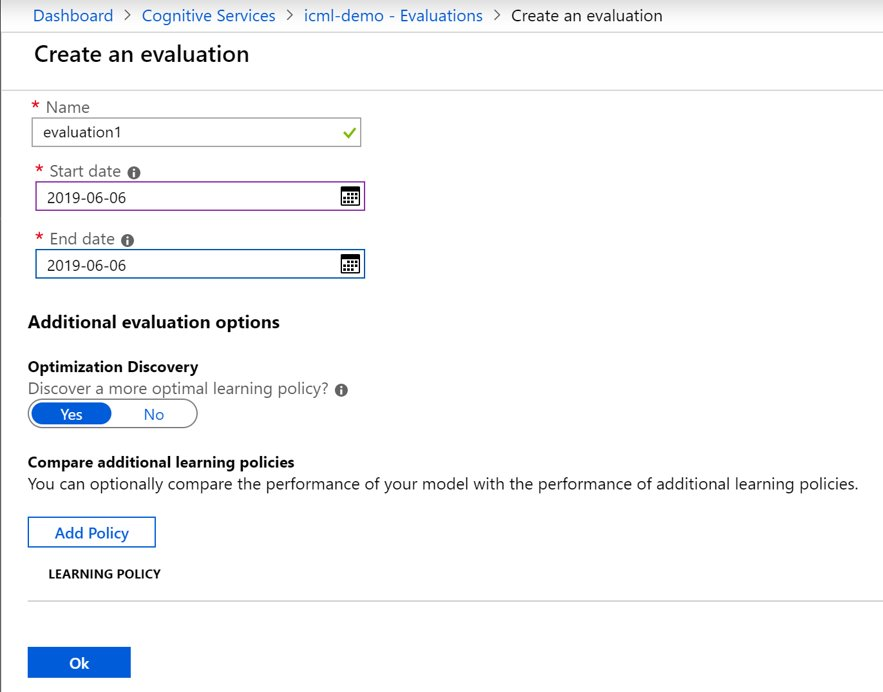 Dashboard > Cognitive Services > icml-demo - Evaluations > Create an evaluation
Create an evaluation
* Name
evaluation1
* Start date
2019-06-06
* End date
2019-06-06
Additional evaluation options
Optimization Discovery
Discover a more optimal learning policy?
Yes No
Compare additional learning policies
You can optionally compare the performance of your model with the performance of additional learning policies.
Add Policy
LEARNING POLICY
Ok